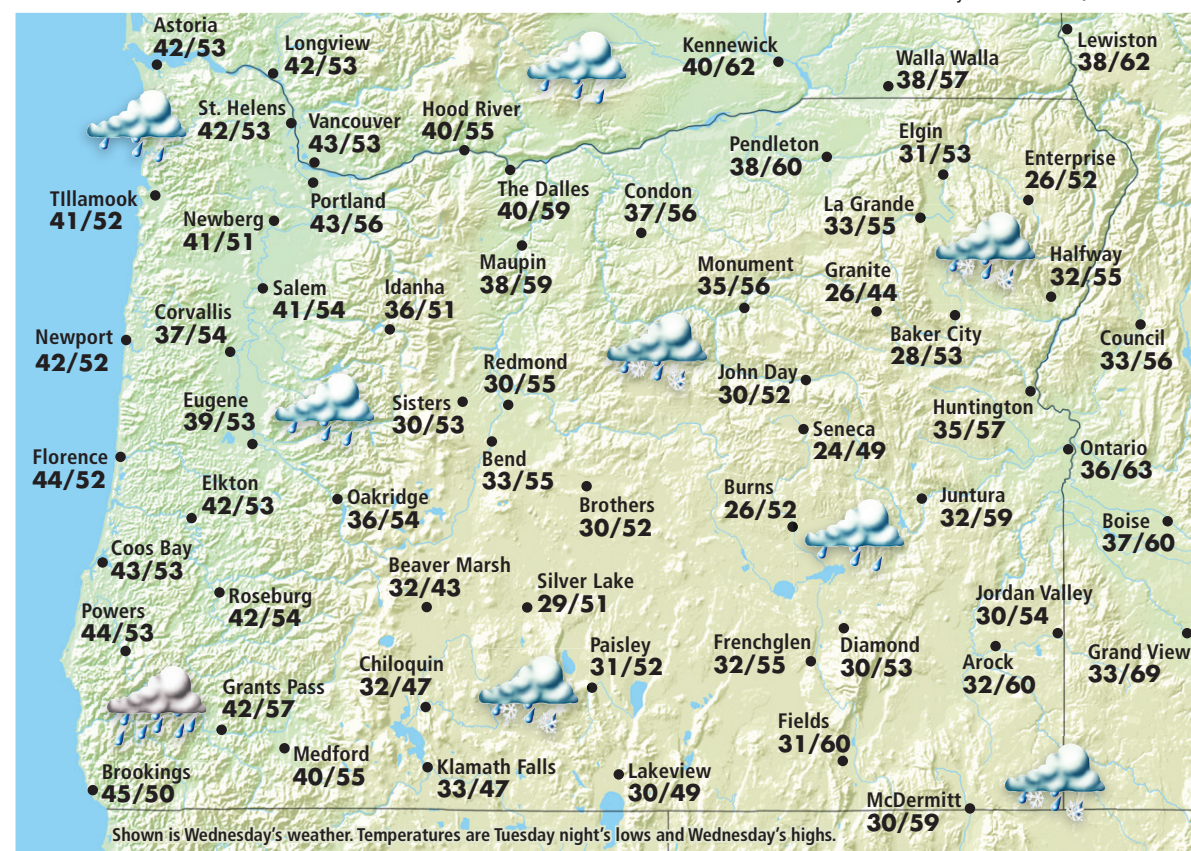 Astoria
42/53
Longview
42/53
Kennewick
40/62
Walla Walla
38/57
Lewiston
38/62
St. Helens
42/53
Vancouver
43/53
Hood River
40/55
Pendleton
38/60
Elgin
31/53
Enterprise
26/52
TIllamook
41/52
Newberg
41/51
Portland
43/56
The Dalles
40/59
Condon
37/56
La Grande
33/55
Maupin
38/59
Monument
35/56
Granite
26/44
Halfway
32/55
Salem
41/54
Idanha
36/51
Corvallis
37/54
Newport
42/52
Baker City
28/53
Council
33/56
Redmond
30/55
John Day
30/52
Eugene
39/53
Sisters
30/53
Huntington
35/57
Seneca
24/49
Ontario
36/63
Florence
44/52
Bend
33/55
Elkton
42/53
Oakridge
36/54
Brothers
30/52
Burns
26/52
Juntura
32/59
Boise
37/60
Coos Bay
43/53
Beaver Marsh
32/43
Silver Lake
29/51
Roseburg
42/54
Jordan Valley
30/54
Powers
44/53
Paisley
31/52
Frenchglen
32/55
Diamond
30/53
Arock
32/60
Grand View
33/69
Chiloquin
32/47
Grants Pass
42/57
Fields
31/60
Medford
40/55
Brookings
45/50
Klamath Falls
33/47
Lakeview
30/49
McDermitt
30/59
Shown is Wednesday's weather. Temperatures are Tuesday night's lows and Wednesday's highs.